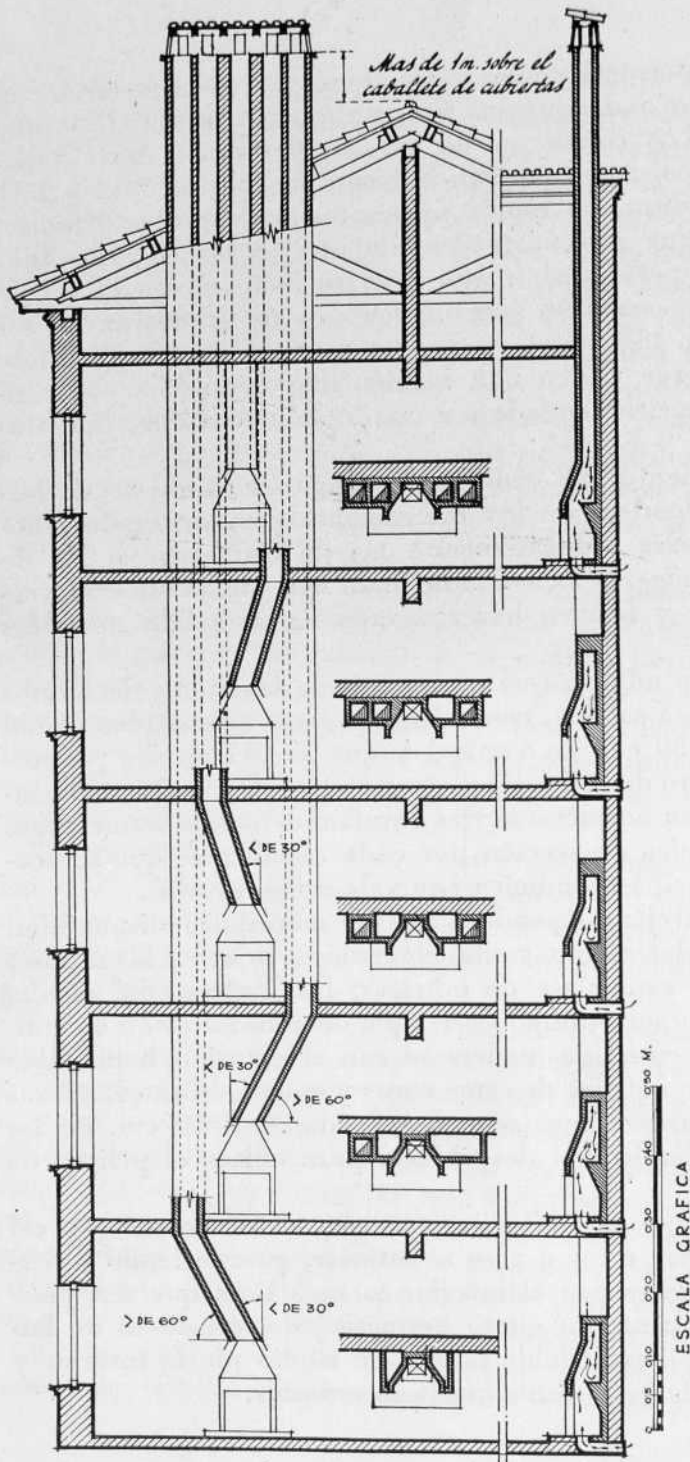 Mas de 1m. sobre el
caballete de cubiertas
< DE 30°
< DE 30°
> DE 60°
> DE 60°
< DE 30°
0'50 M.
0'40
0'30
0'20
0'10
0'5
0
ESCALA GRAFICA